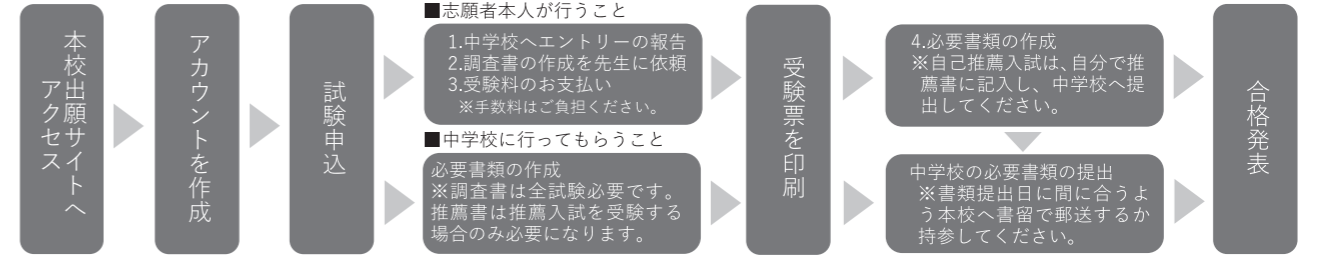 本校出願サイトへ
アクセス
アカウントを作成
試験申込
■志願者本人が行うこと
1.中学校へエントリーの報告
2.調査書の作成を先生に依頼
3.受験料のお支払い
※手数料はご負担ください。
■中学校に行ってもらうこと
必要書類の作成
※調査書は全試験必要です。
推薦書は推薦入試を受験する
場合のみ必要になります。
受験票を印刷
4.必要書類の作成
※自己推薦入試は、自分で推
薦書に記入し、中学校へ提
出してください。
中学校の必要書類の提出
※書類提出日に間に合うよ
う本校へ書留で郵送するか
持参してください。
合格発表